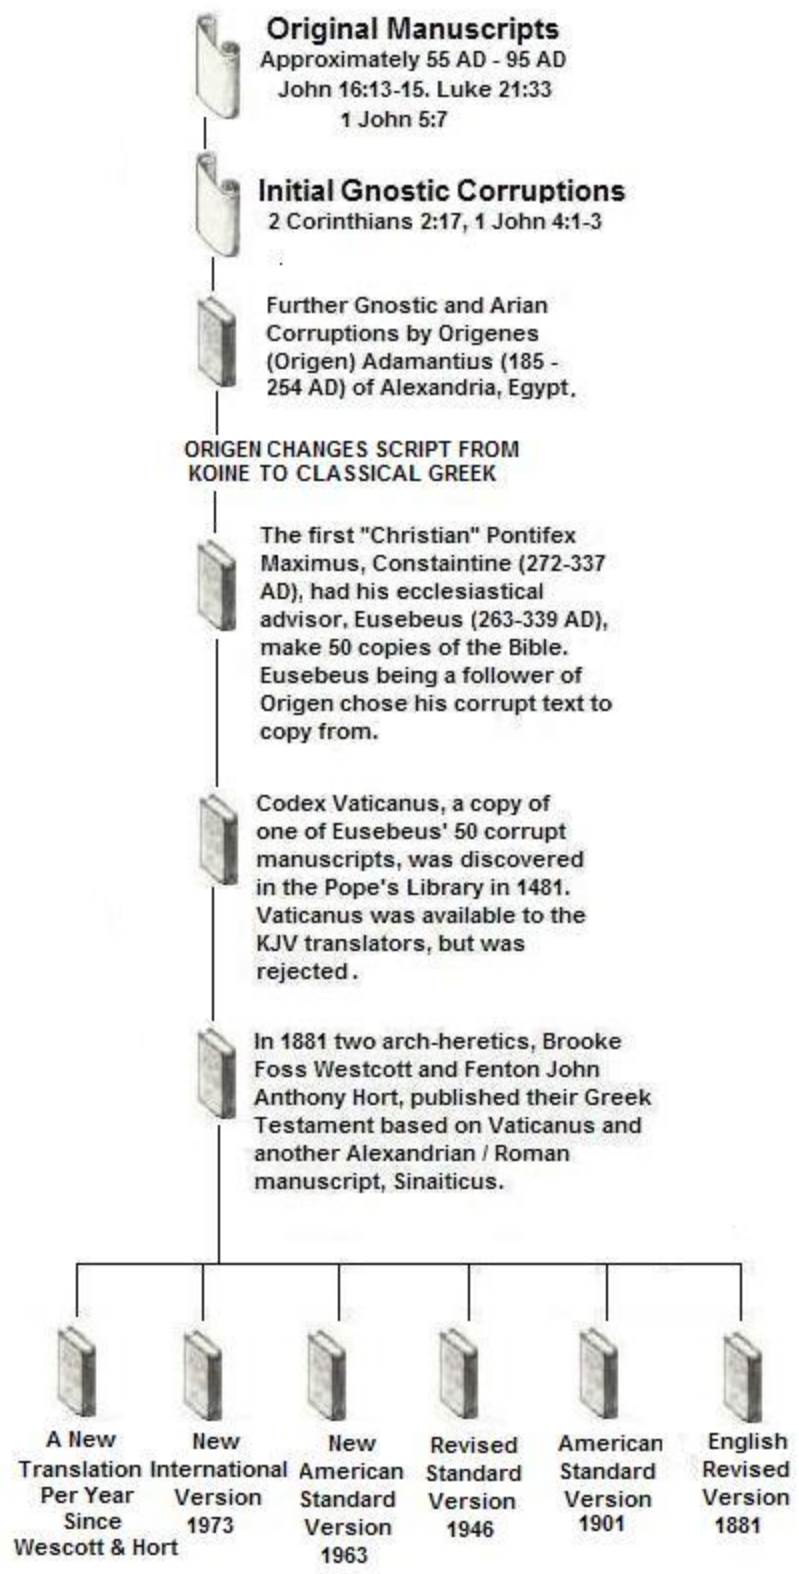 Original Manuscripts
Approximately 55 AD - 95 AD
John 16:13-15. Luke 21:33
1 John 5:7
Initial Gnostic Corruptions
2 Corinthians 2:17, 1 John 4:1-3
Further Gnostic and Arian
Corruptions by Origenes
(Origen) Adamantius (185 -
254 AD) of Alexandria, Egypt.
ORIGEN CHANGES SCRIPT FROM
KOINE TO CLASSICAL GREEK
The first "Christian" Pontifex
Maximus, Constaintine (272-337
AD), had his ecclesiastical
advisor, Eusebeus (263-339 AD),
make 50 copies of the Bible.
Eusebeus being a follower of
Origen chose his corrupt text to
copy from.
Codex Vaticanus, a copy of
one of Eusebeus' 50 corrupt
manuscripts, was discovered
in the Pope's Library in 1481.
Vaticanus was available to the
KJV translators, but was
rejected.
In 1881 two arch-heretics, Brooke
Foss Westcott and Fenton John
Anthony Hort, published their Greek
Testament based on Vaticanus and
another Alexandrian / Roman
manuscript, Sinaiticus.
A New
Translation
Per Year
Since
Wescott & Hort
New
International
Version
1973
New
American
Standard
Version
1963
Revised
Standard
Version
1946
American
Standard
Version
1901
English
Revised
Version
1881